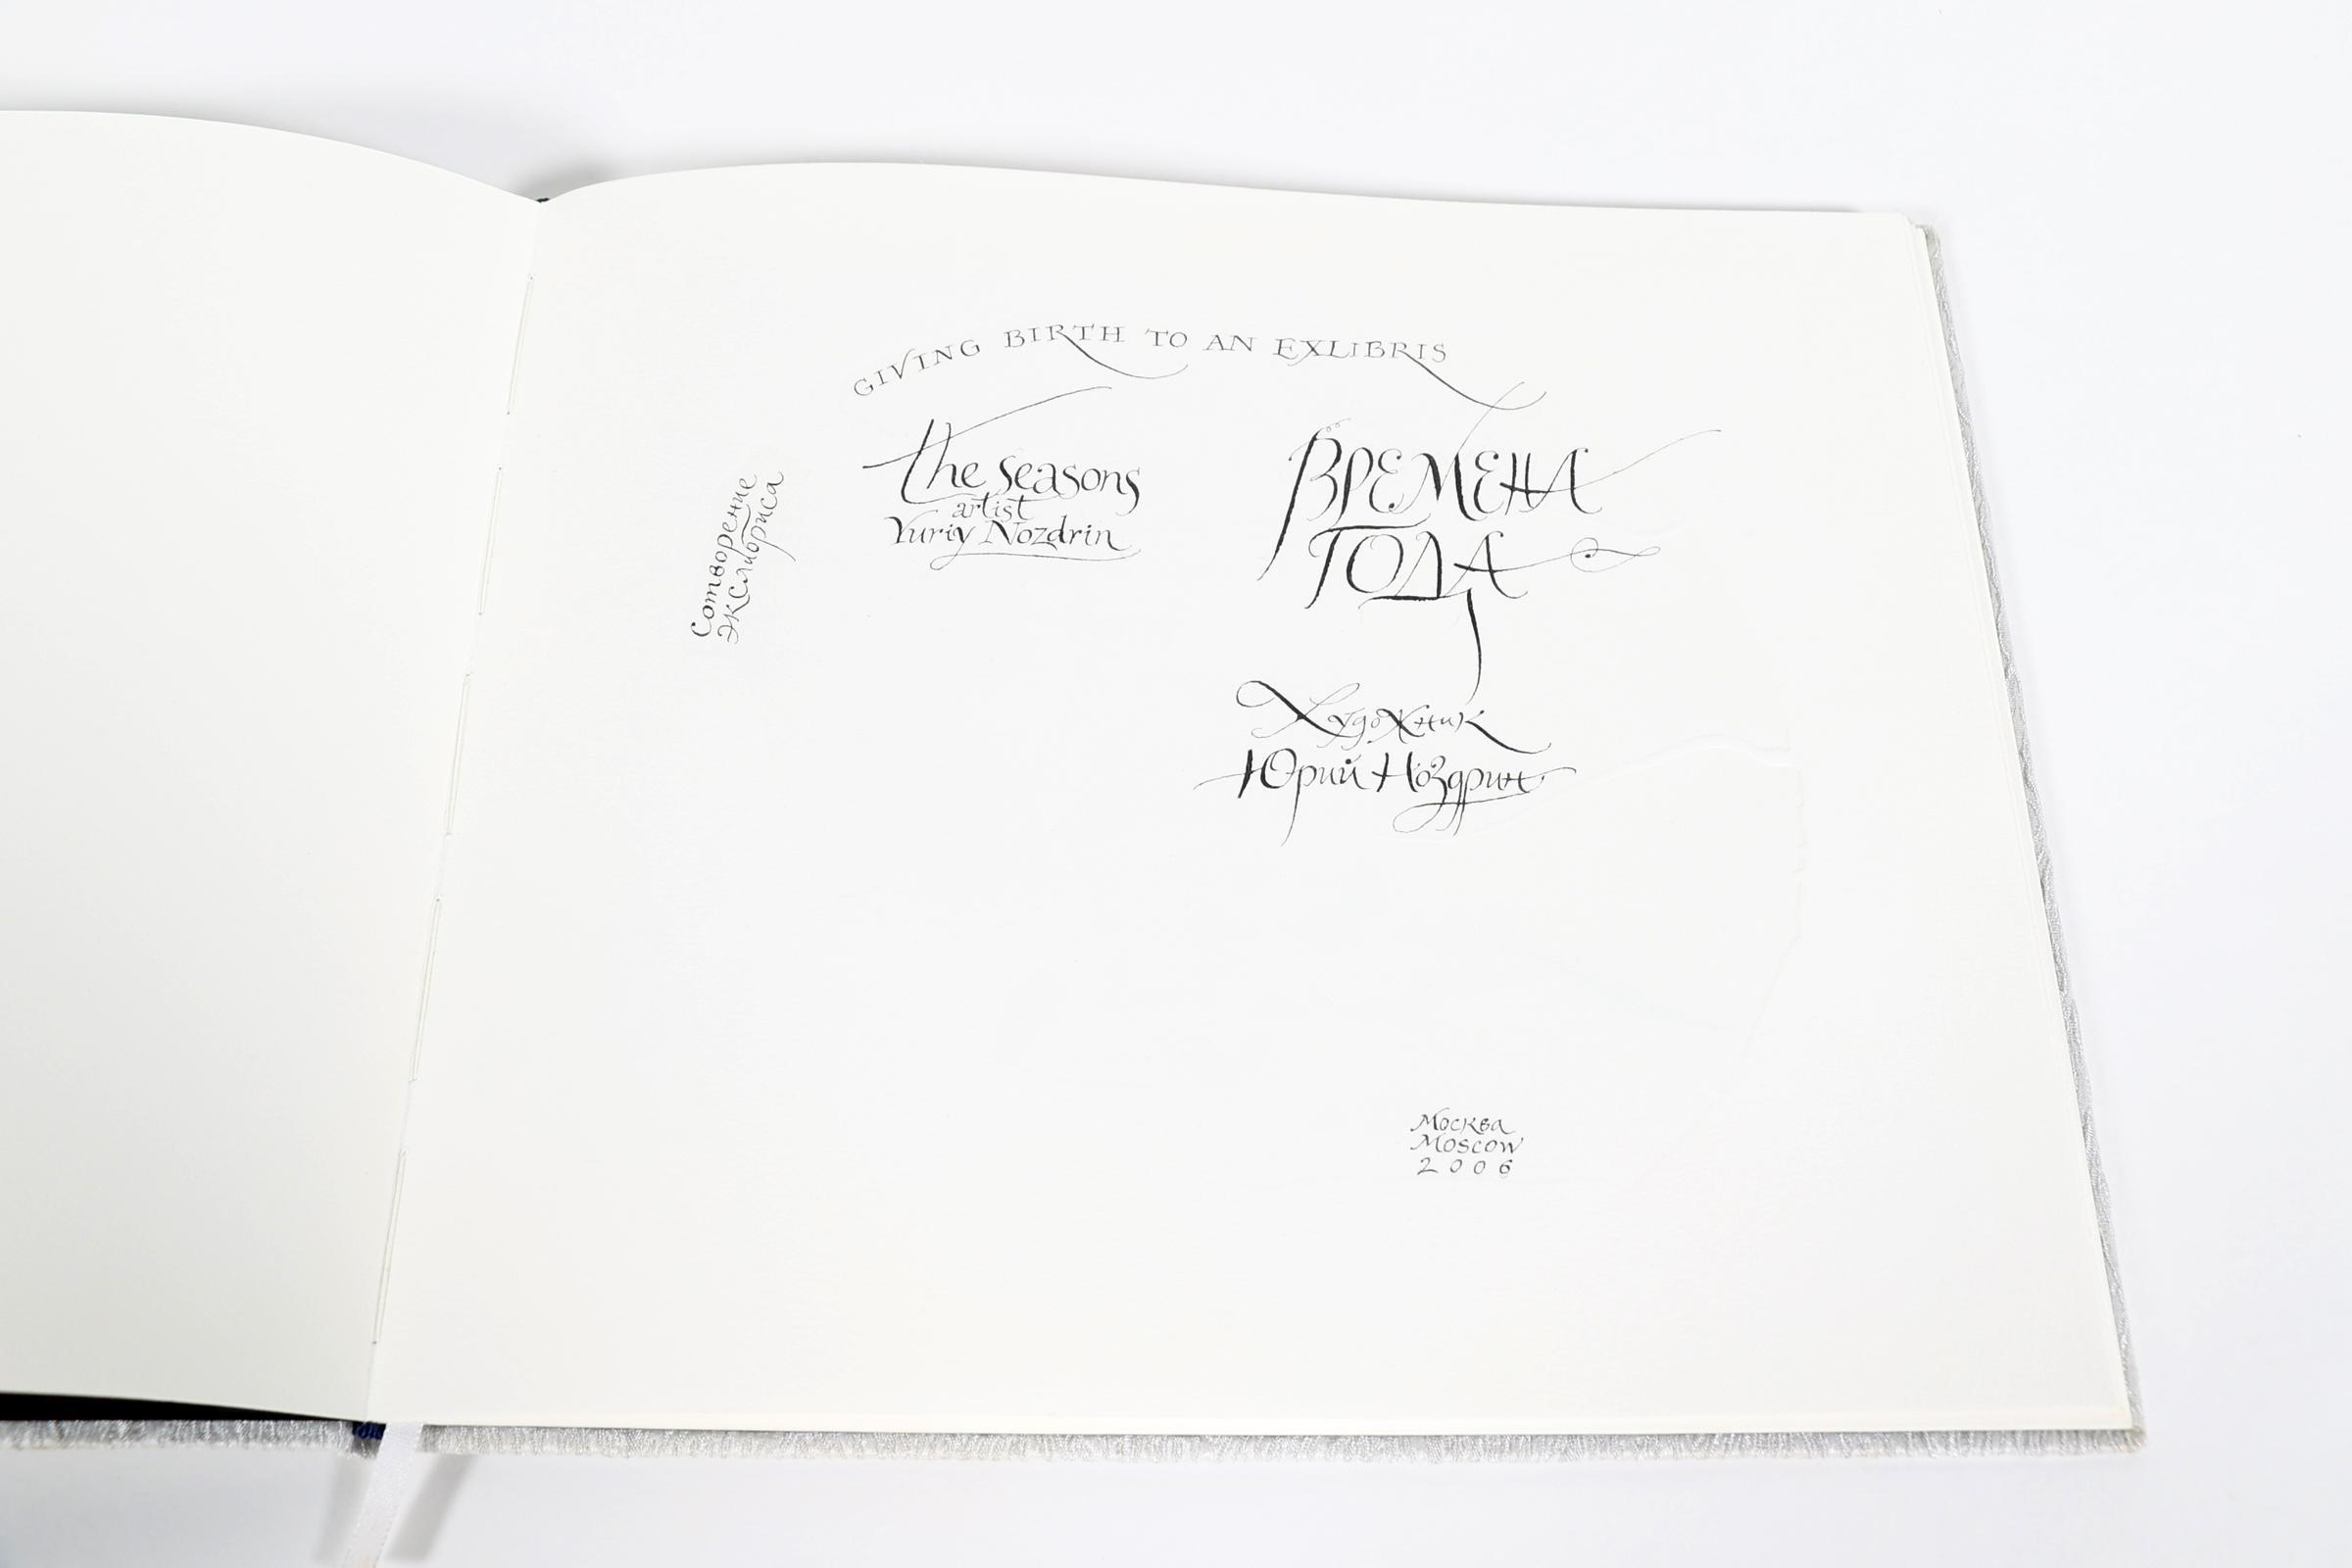 GIVING BIRTH TO AN EXLIBRIS
Сотворение
экслибриса
the seasons
artist
Yuriy Nozdrin
ВРЕМЕНА
ГОДА
Художник
Юрий Ноздрин
Москва
Moscow
2006